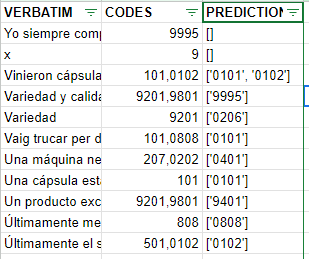 VERBATIM CODES PREDICTION
Yo siempre comp 9995 []
x 9 []
Vinieron cápsula 101,0102 ['0101', '0102']
Variedad y calida 9201,9801 ['9995']
Variedad 9201 ['0206']
Vaig trucar per d 101,0808 ['0101']
Una máquina ne 207,0202 ['0401']
Una cápsula est 101 ['0101']
Un producto exc 9201,9801 ['9401']
Últimamente me 808 ['0808']
Últimamente el s 501,0102 ['0102']